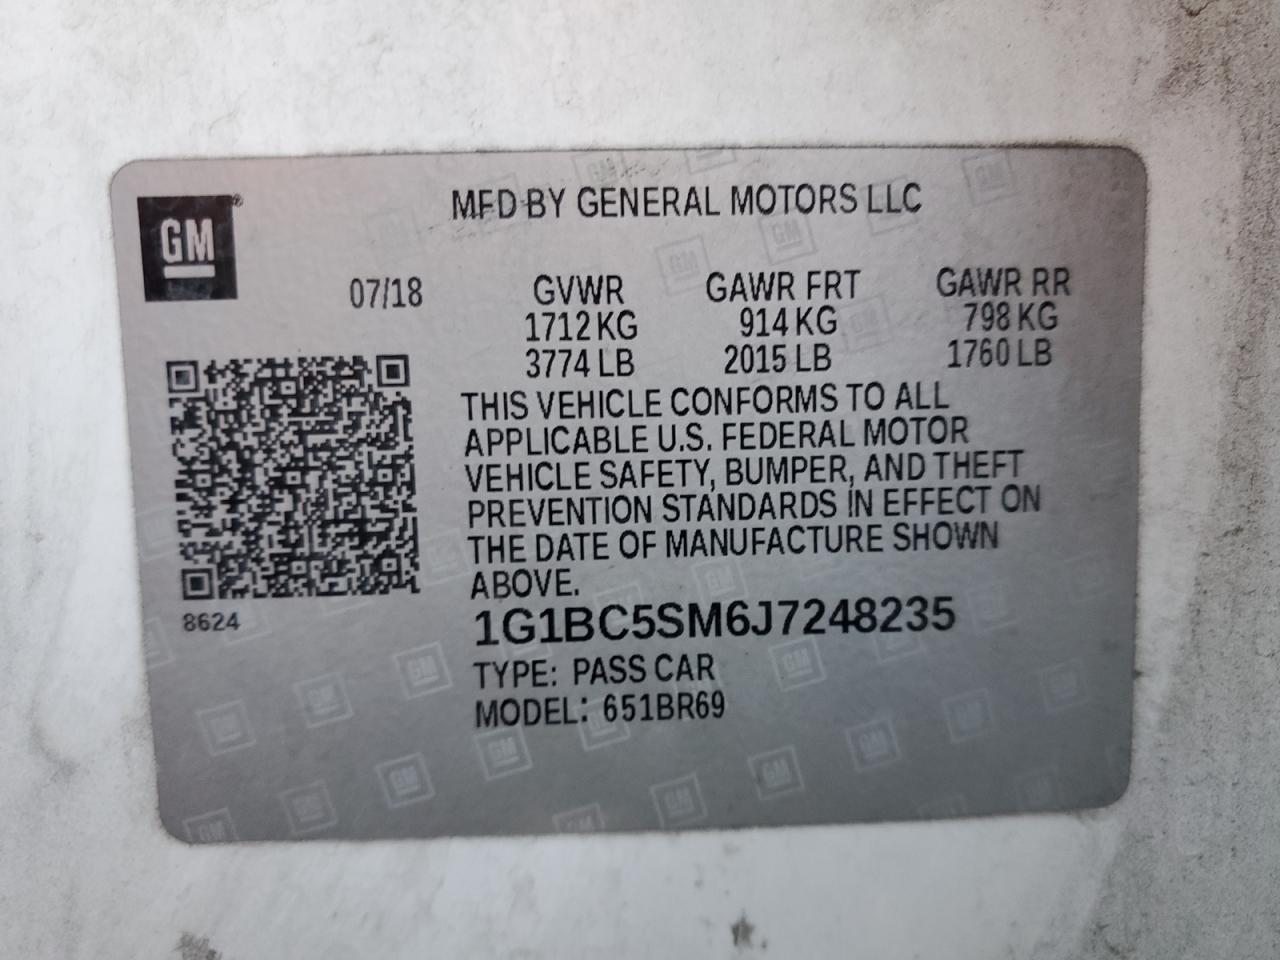 GM®
MFD BY GENERAL MOTORS LLC
07/18 GVWR GAWR FRT GAWR RR
1712 KG 914 KG 798 KG
3774 LB 2015 LB 1760 LB
THIS VEHICLE CONFORMS TO ALL
APPLICABLE U.S. FEDERAL MOTOR
VEHICLE SAFETY, BUMPER, AND THEFT
PREVENTION STANDARDS IN EFFECT ON
THE DATE OF MANUFACTURE SHOWN
ABOVE.
8624
1G1BC5SM6J7248235
TYPE: PASS CAR
MODEL: 651BR69